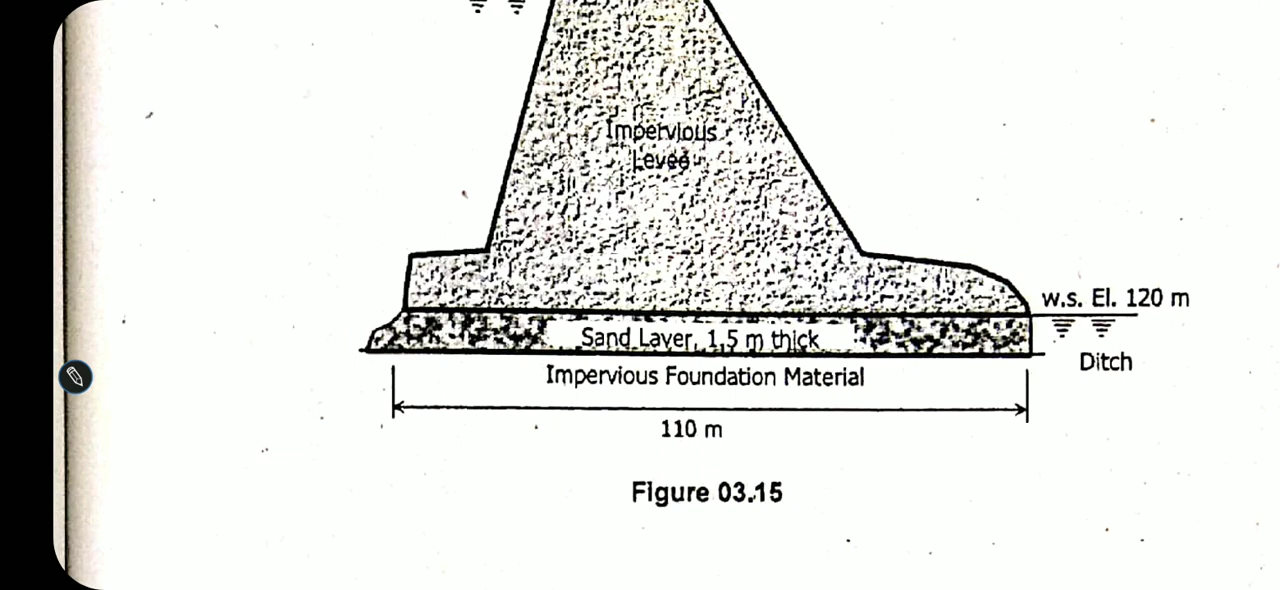 Impervious
Levee
w.s. El. 120 m
Sand Layer, 1.5 m thick
Ditch
Impervious Foundation Material
110 m
Figure 03.15